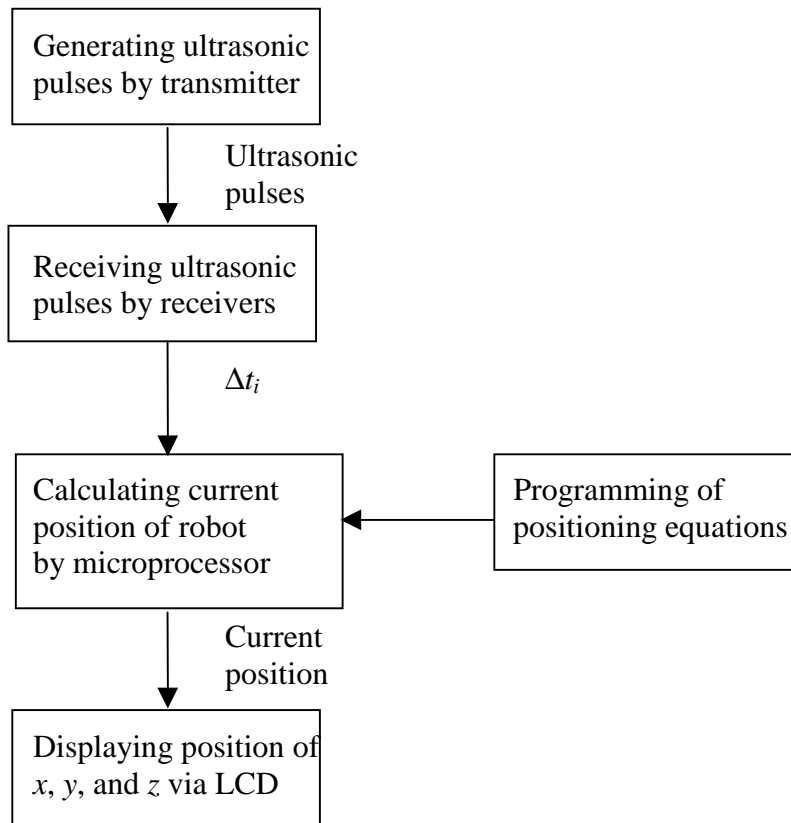 Generating ultrasonic
pulses by transmitter
Ultrasonic
pulses
Receiving ultrasonic
pulses by receivers
Δtᵢ
Calculating current
position of robot
by microprocessor
Programming of
positioning equations
Current
position
Displaying position of
x, y, and z via LCD